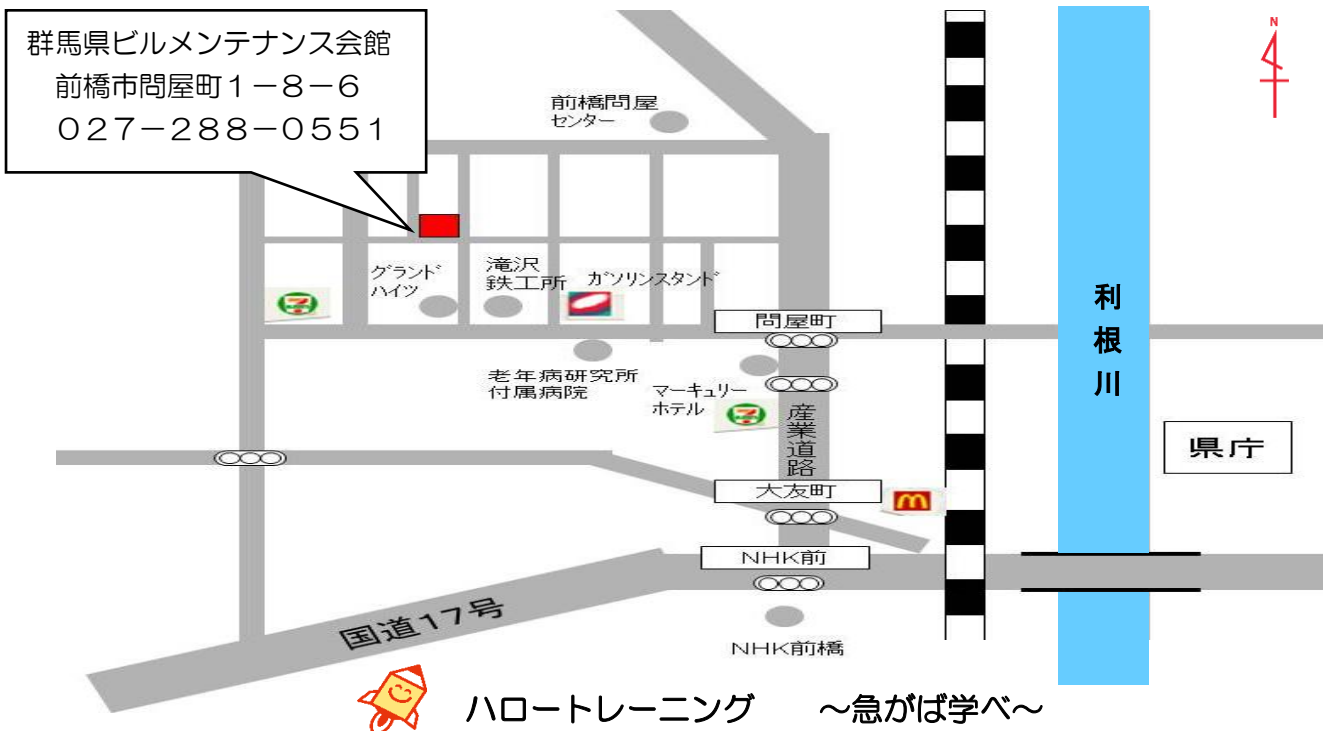 群馬県ビルメンテナンス会館
前橋市問屋町1-8-6
027-288-0551
N
前橋問屋
センター
グランド
ハイツ
滝沢
鉄工所
ガソリンスタンド
問屋町
利根川
老年病研究所
付属病院
マーキュリー
ホテル
産業道路
県庁
大友町
NHK前
国道17号
NHK前橋
ハロートレーニング ～急がば学べ～